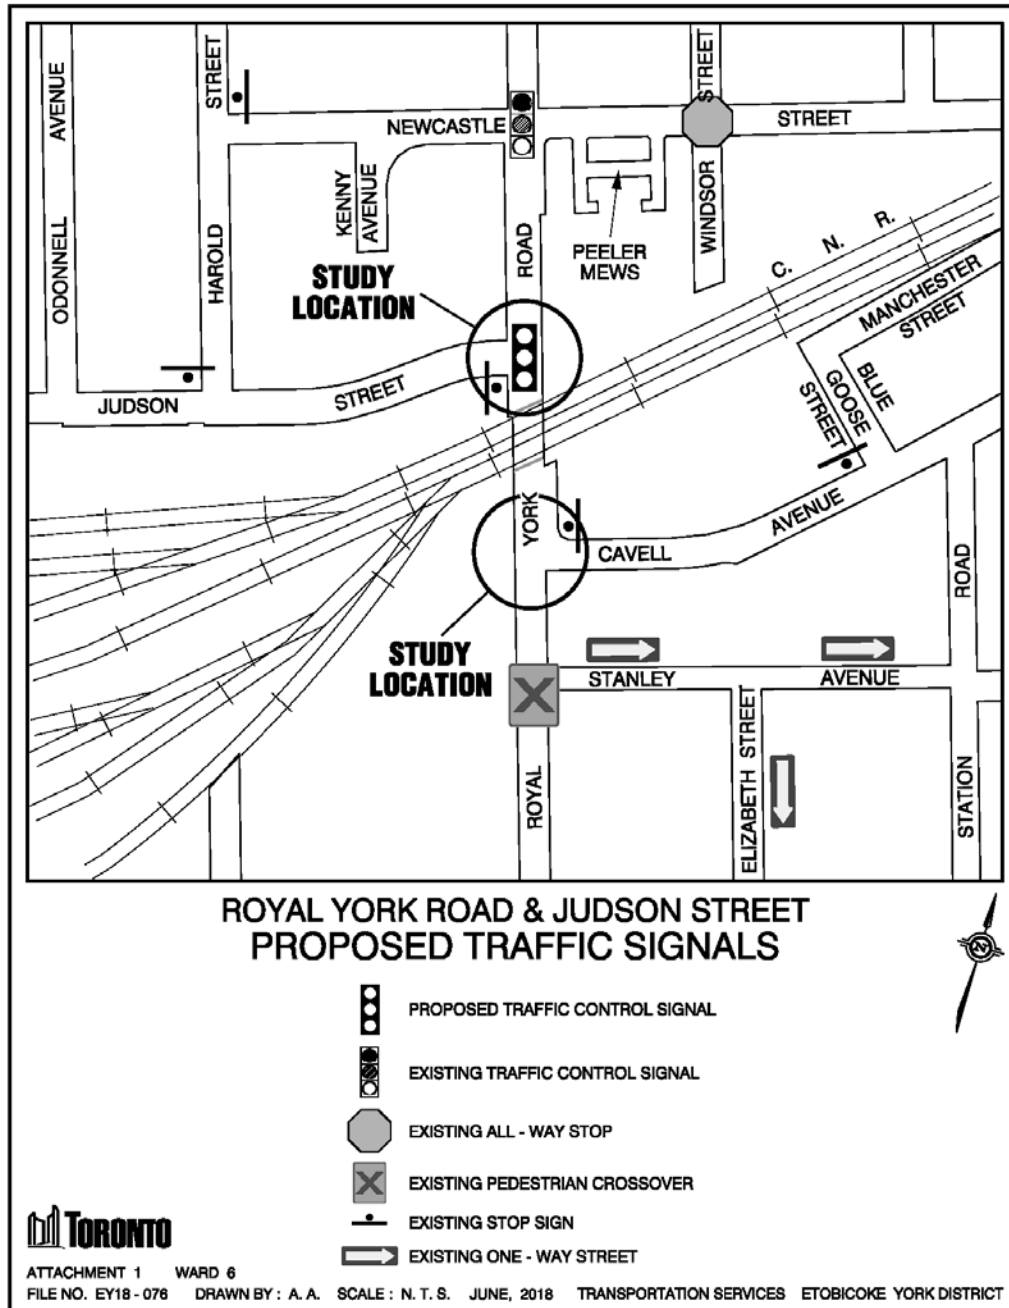 ODONNELL AVENUE
HAROLD STREET
NEWCASTLE STREET
KENNY
AVENUE
STREET
WINDSOR
PEELER
MEWS
ROAD
C. N. R.
MANCHESTER
STREET
BLUE
GOOSE
STREET
STUDY
LOCATION
JUDSON STREET
YORK
CAVELL AVENUE
ROAD
STUDY
LOCATION
STANLEY AVENUE
ROYAL
ELIZABETH STREET
STATION
ROYAL YORK ROAD & JUDSON STREET
PROPOSED TRAFFIC SIGNALS
N
PROPOSED TRAFFIC CONTROL SIGNAL
EXISTING TRAFFIC CONTROL SIGNAL
EXISTING ALL - WAY STOP
EXISTING PEDESTRIAN CROSSOVER
EXISTING STOP SIGN
EXISTING ONE - WAY STREET
TORONTO
ATTACHMENT 1 WARD 6
FILE NO. EY18 - 076 DRAWN BY : A. A. SCALE : N. T. S. JUNE, 2018 TRANSPORTATION SERVICES ETOBICOKE YORK DISTRICT